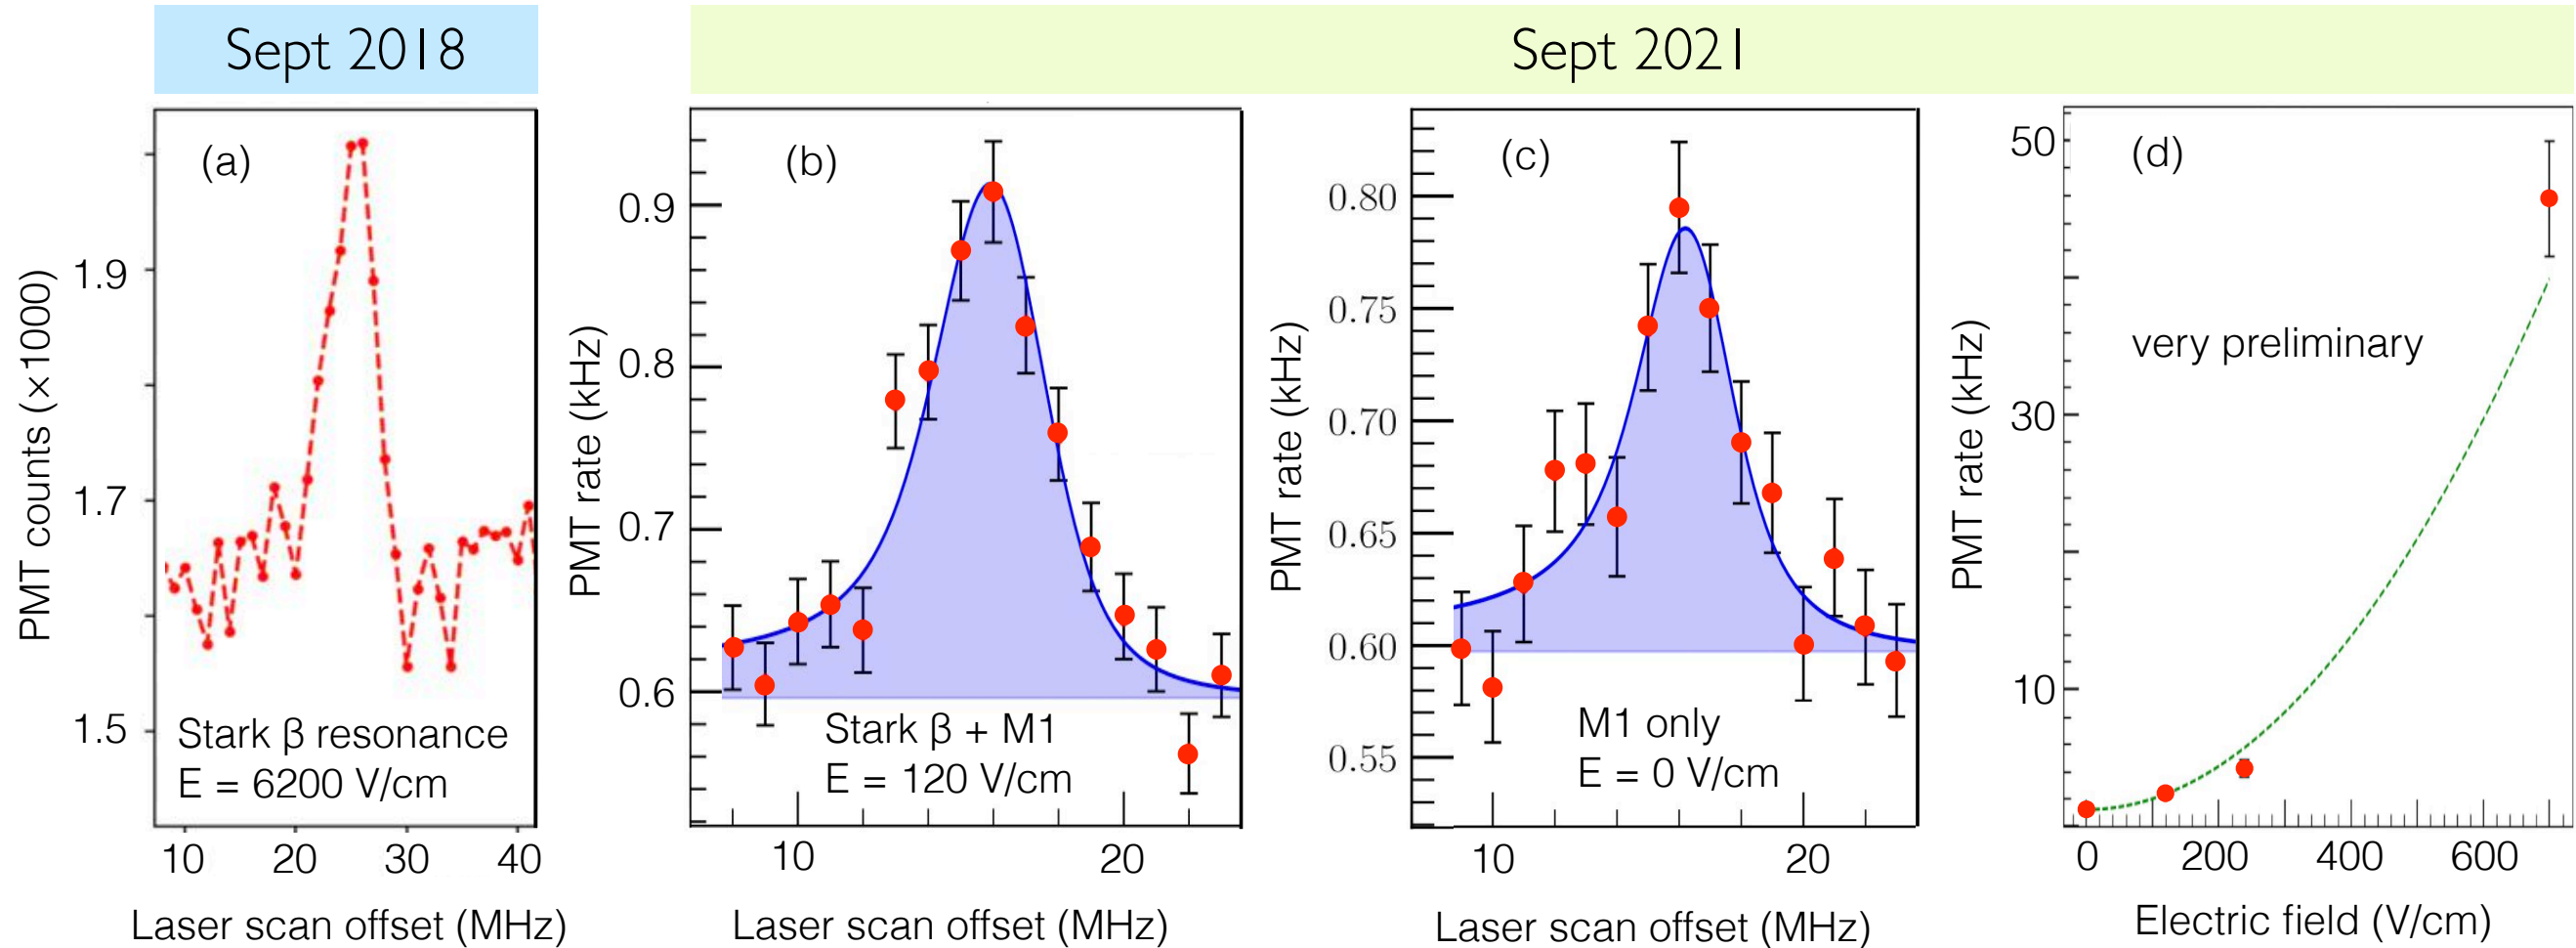 Sept 2018
Sept 2021
(a)
PMT counts (×1000)
1.9
1.7
1.5
Stark β resonance
E = 6200 V/cm
10 20 30 40
Laser scan offset (MHz)
(b)
PMT rate (kHz)
0.9
0.8
0.7
0.6
Stark β + M1
E = 120 V/cm
10 20
Laser scan offset (MHz)
(c)
PMT rate (kHz)
0.80
0.75
0.70
0.65
0.60
0.55
M1 only
E = 0 V/cm
10 20
Laser scan offset (MHz)
(d)
PMT rate (kHz)
50
30
10
very preliminary
0 200 400 600
Electric field (V/cm)